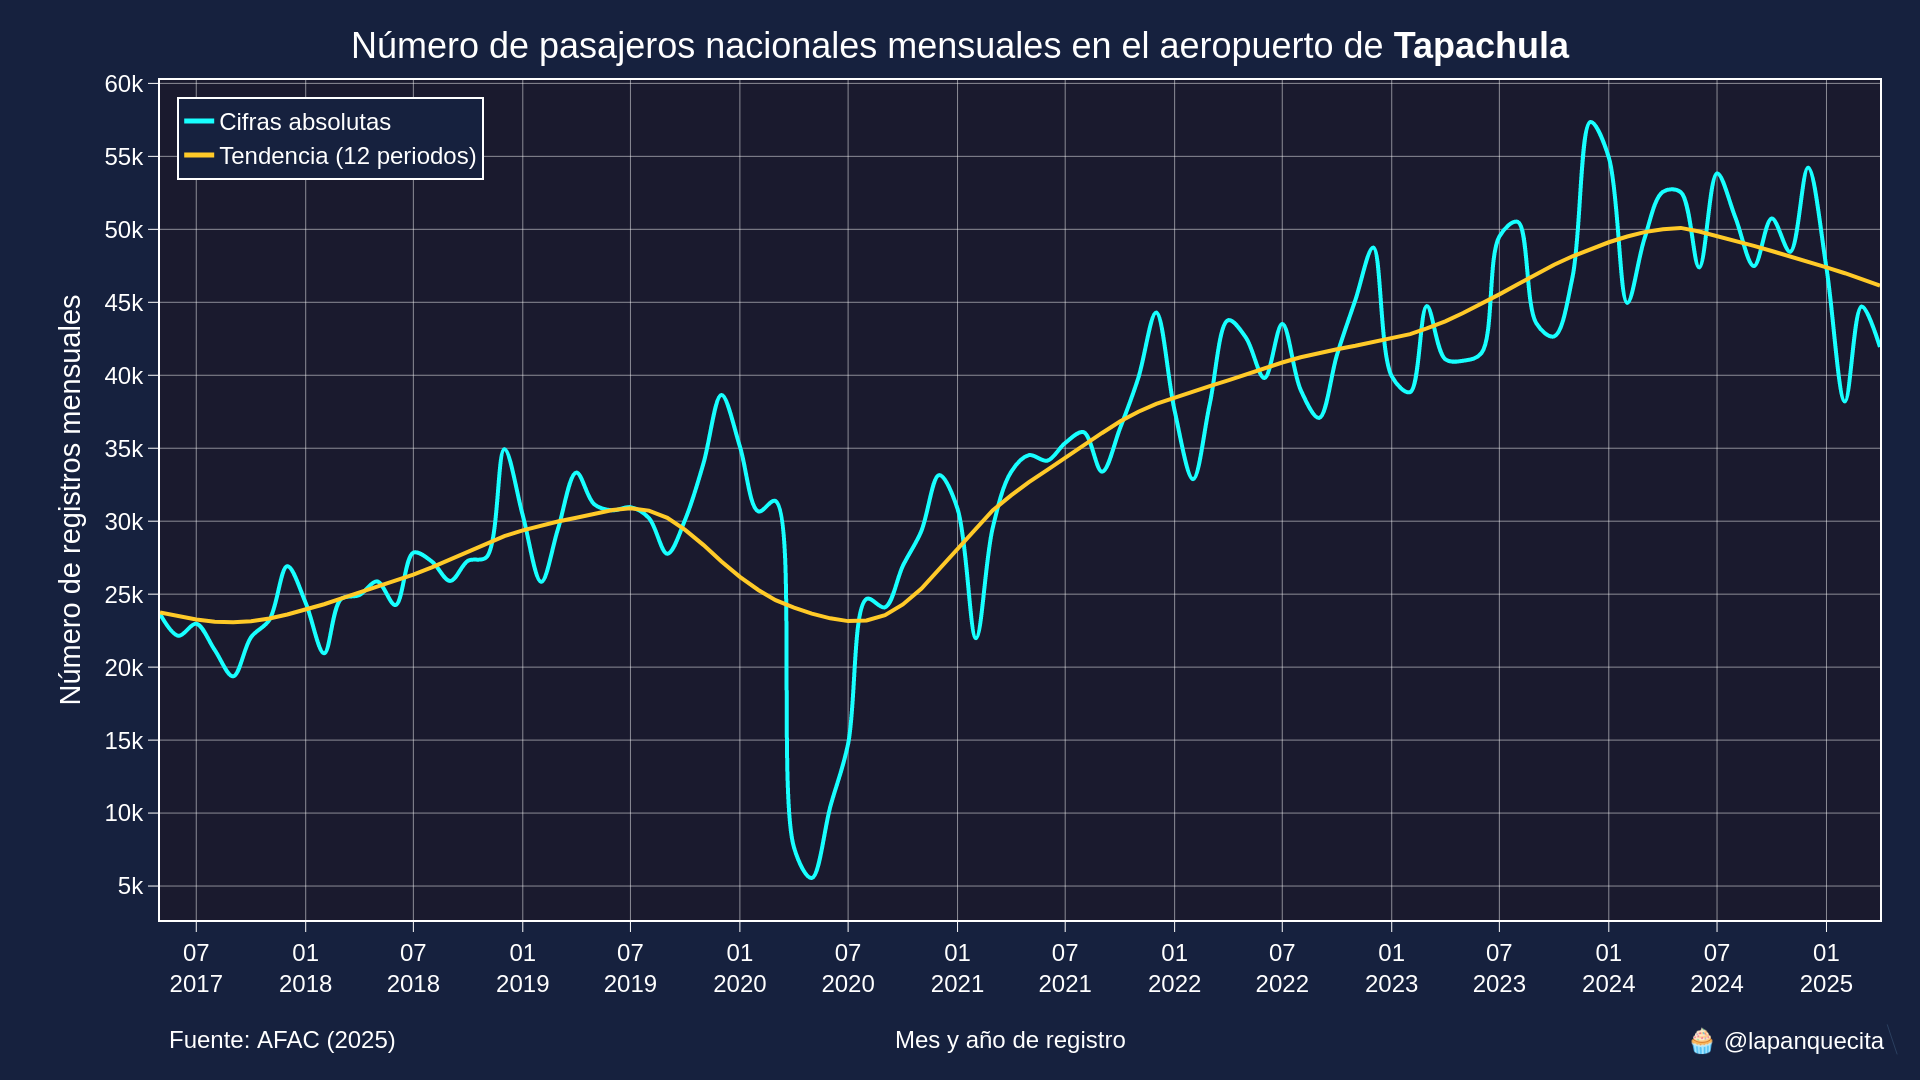 Número de pasajeros nacionales mensuales en el aeropuerto de Tapachula
Cifras absolutas
Tendencia (12 periodos)
Número de registros mensuales
60k
55k
50k
45k
40k
35k
30k
25k
20k
15k
10k
5k
07 01 07 01 07 01 07 01 07 01 07 01 07 01 07 01
2017 2018 2018 2019 2019 2020 2020 2021 2021 2022 2022 2023 2023 2024 2024 2025
Fuente: AFAC (2025)
Mes y año de registro
🧁 @lapanquecita